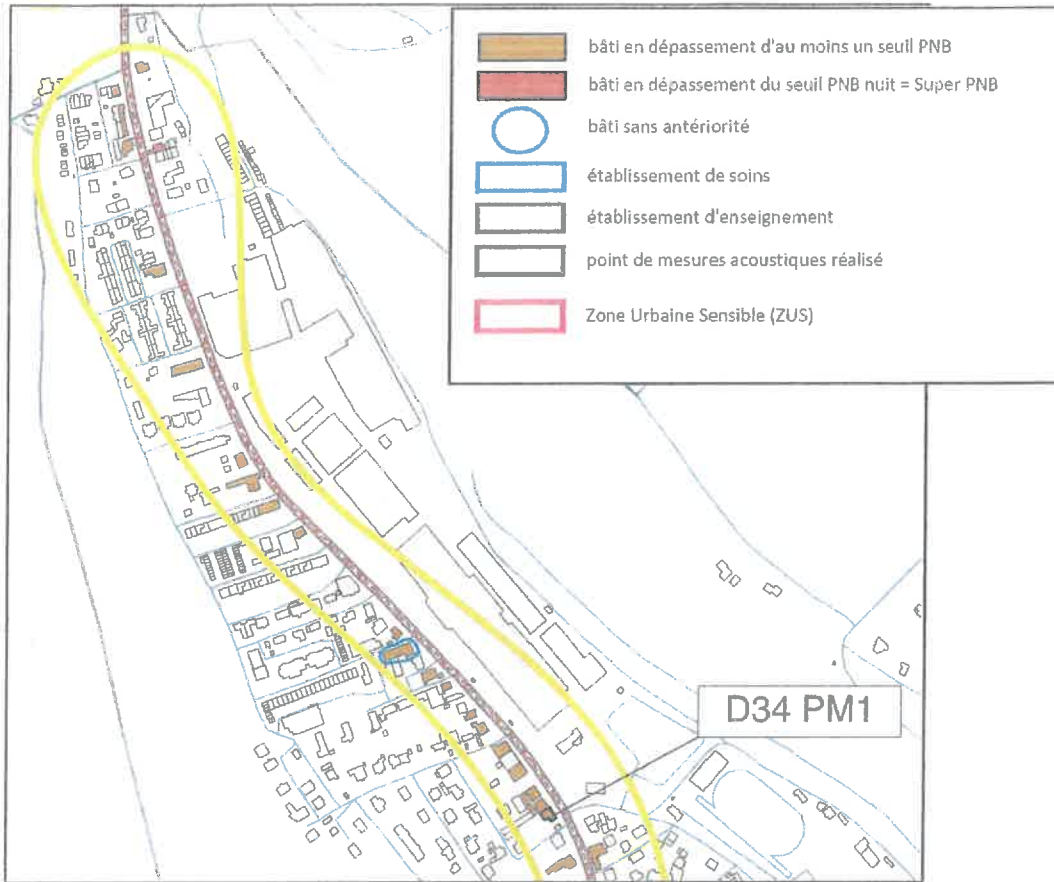 bâti en dépassement d'au moins un seuil PNB
bâti en dépassement du seuil PNB nuit = Super PNB
bâti sans antériorité
établissement de soins
établissement d'enseignement
point de mesures acoustiques réalisé
Zone Urbaine Sensible (ZUS)
D34 PM1